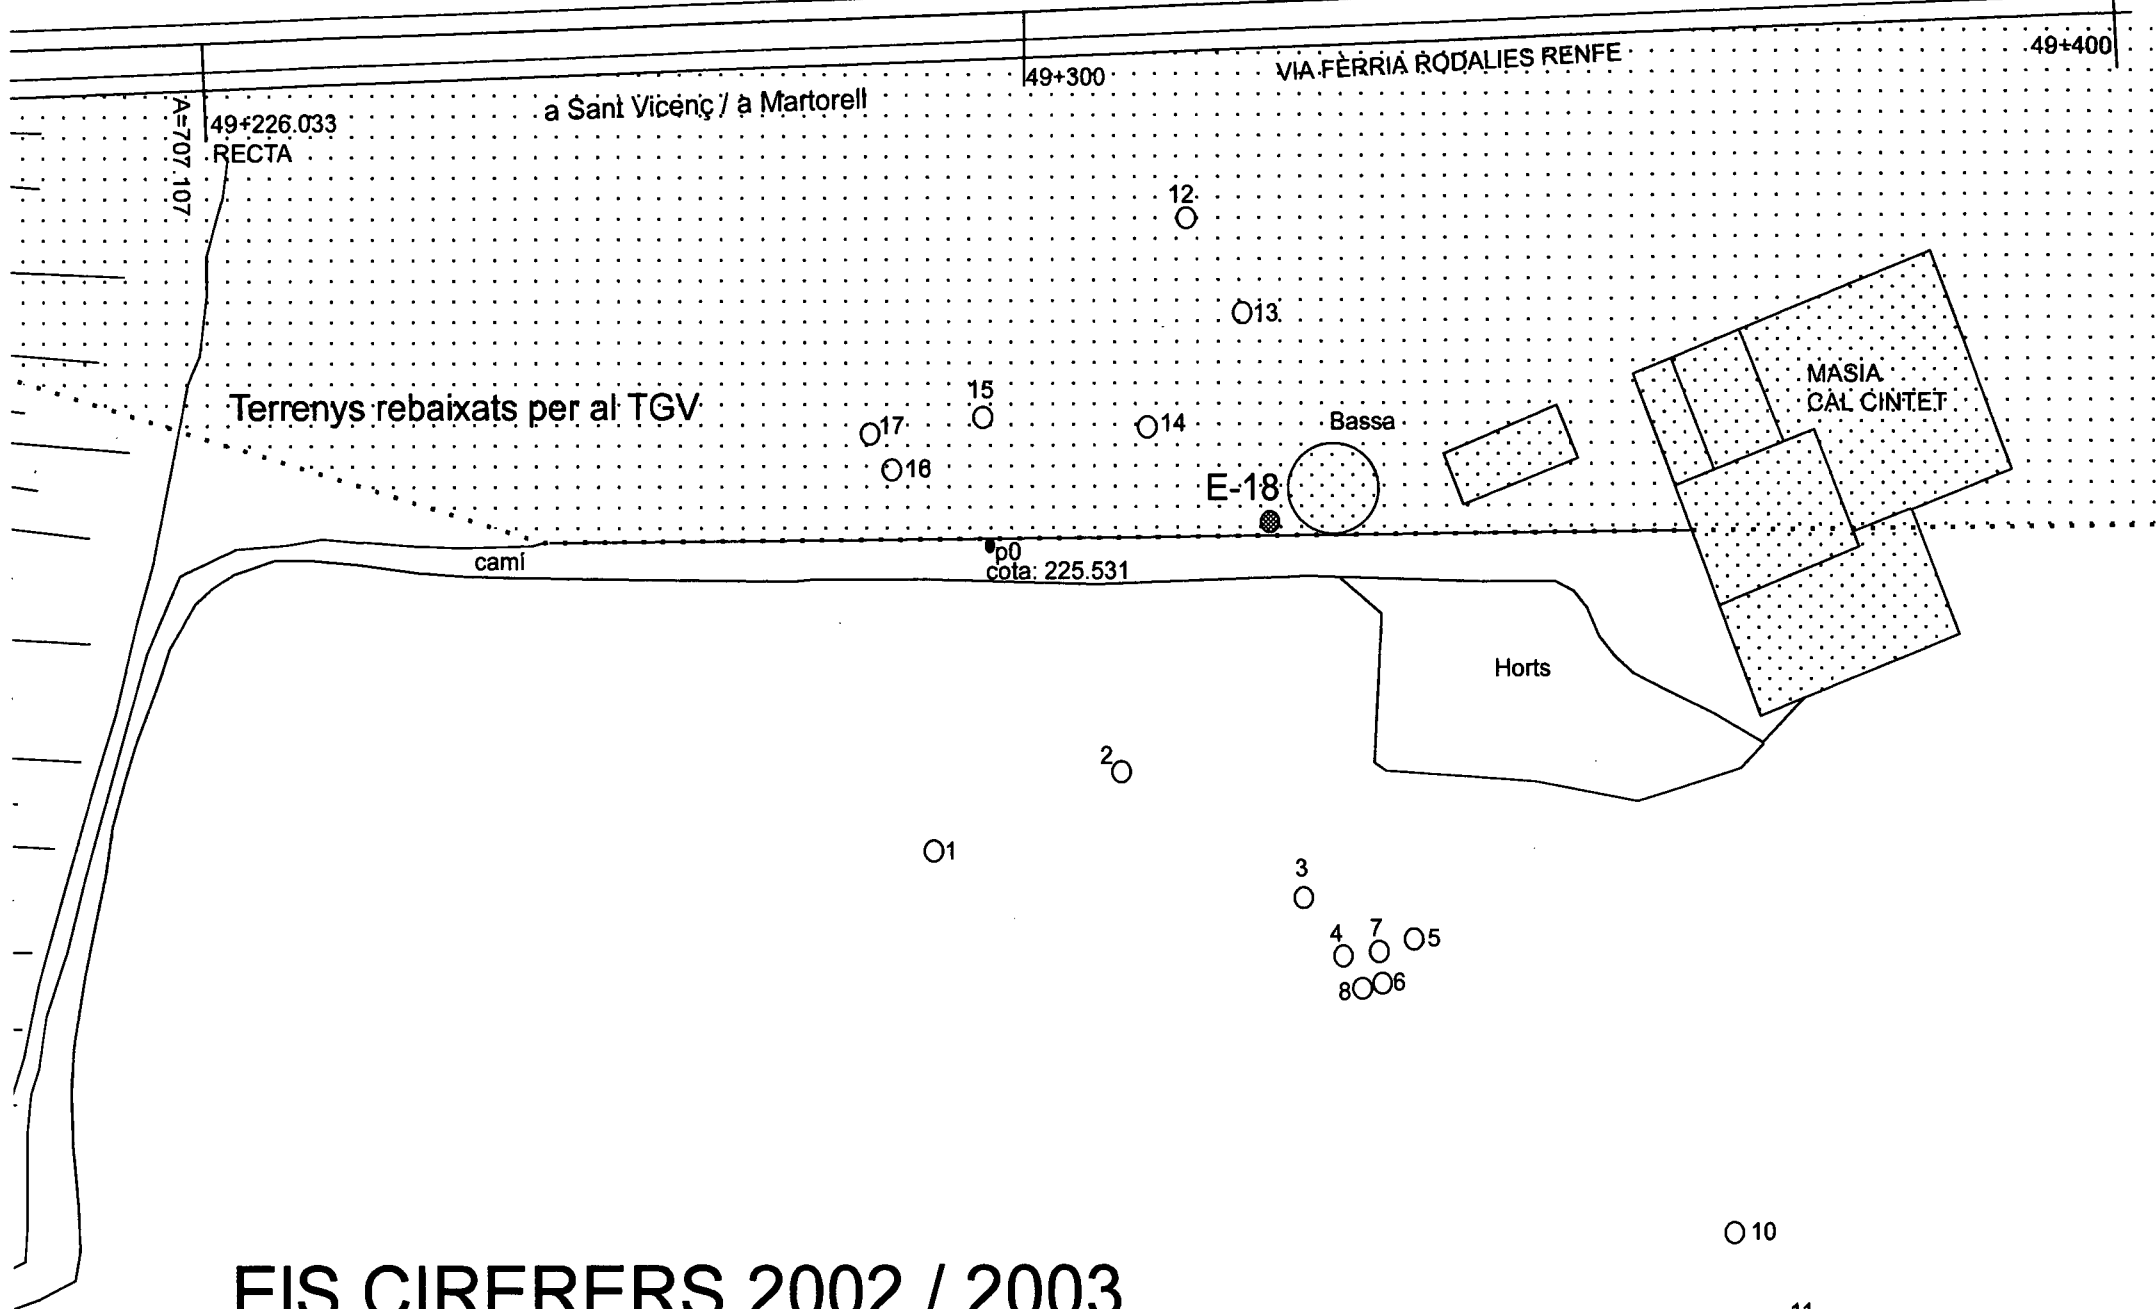 VIA FÈRRIA RODALIES RENFE
49+400
49+300
a Sant Vicenç / a Martorell
A=707.107
49+226.033
RECTA
12
13
MASIA
CAL CINTET
Terrenys rebaixats per al TGV
15
17
14
Bassa
16
E-18
camí
p0
cota: 225.531
Horts
2
1
3
4
7
5
8
6
10
ElS CIRERERS 2002 / 2003
11